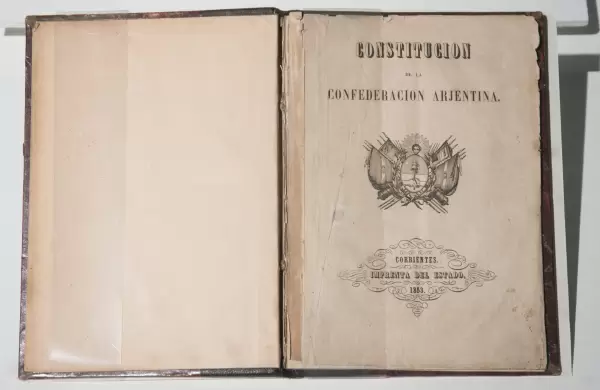 CONSTITUCION
DE LA
CONFEDERACION ARJENTINA.
CORRIENTES.
IMPRENTA DEL ESTADO.
1853.